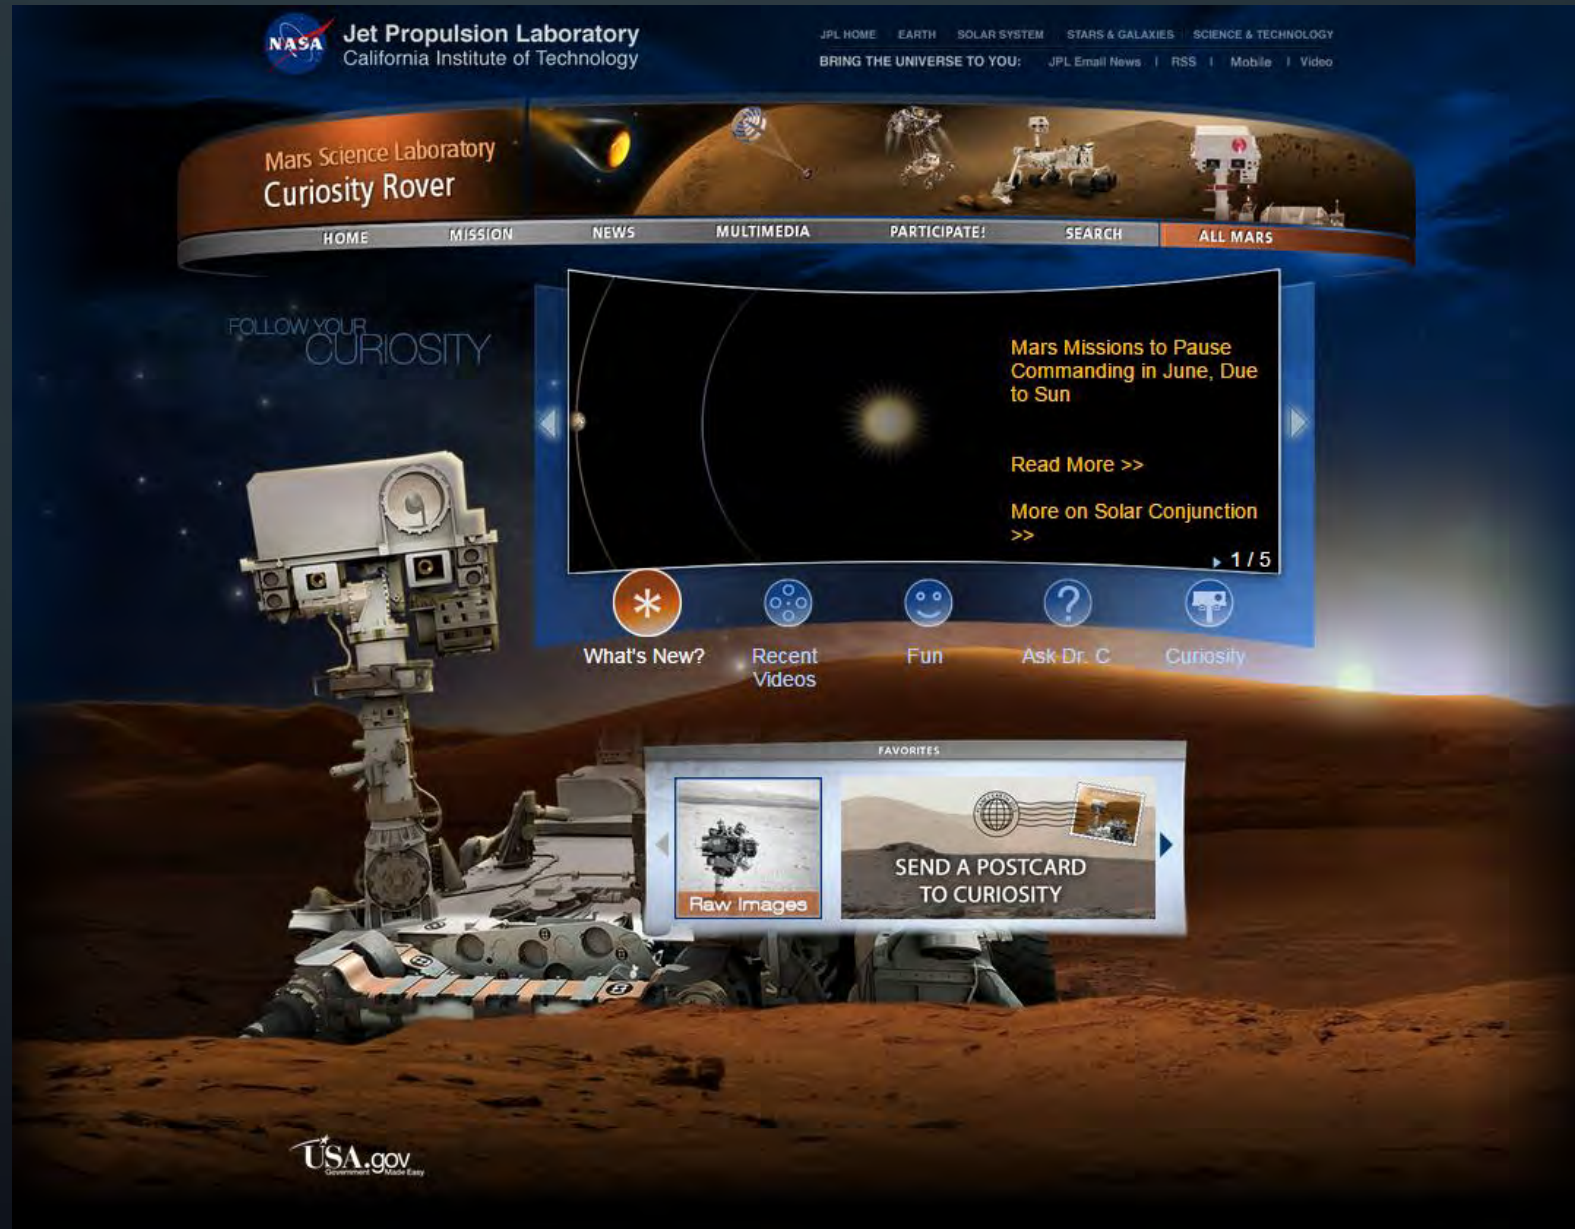 NASA
Jet Propulsion Laboratory
California Institute of Technology
JPL HOME EARTH SOLAR SYSTEM STARS & GALAXIES SCIENCE & TECHNOLOGY
BRING THE UNIVERSE TO YOU: JPL Email News | RSS | Mobile | Video
Mars Science Laboratory
Curiosity Rover
HOME MISSION NEWS MULTIMEDIA PARTICIPATE! SEARCH ALL MARS
FOLLOW YOUR
CURIOSITY
Mars Missions to Pause
Commanding in June, Due
to Sun
Read More >>
More on Solar Conjunction
>>
1 / 5
What's New?
Recent
Videos
Fun
Ask Dr. C
Curiosity
FAVORITES
Raw Images
SEND A POSTCARD
TO CURIOSITY
USA.gov
Government Made Easy